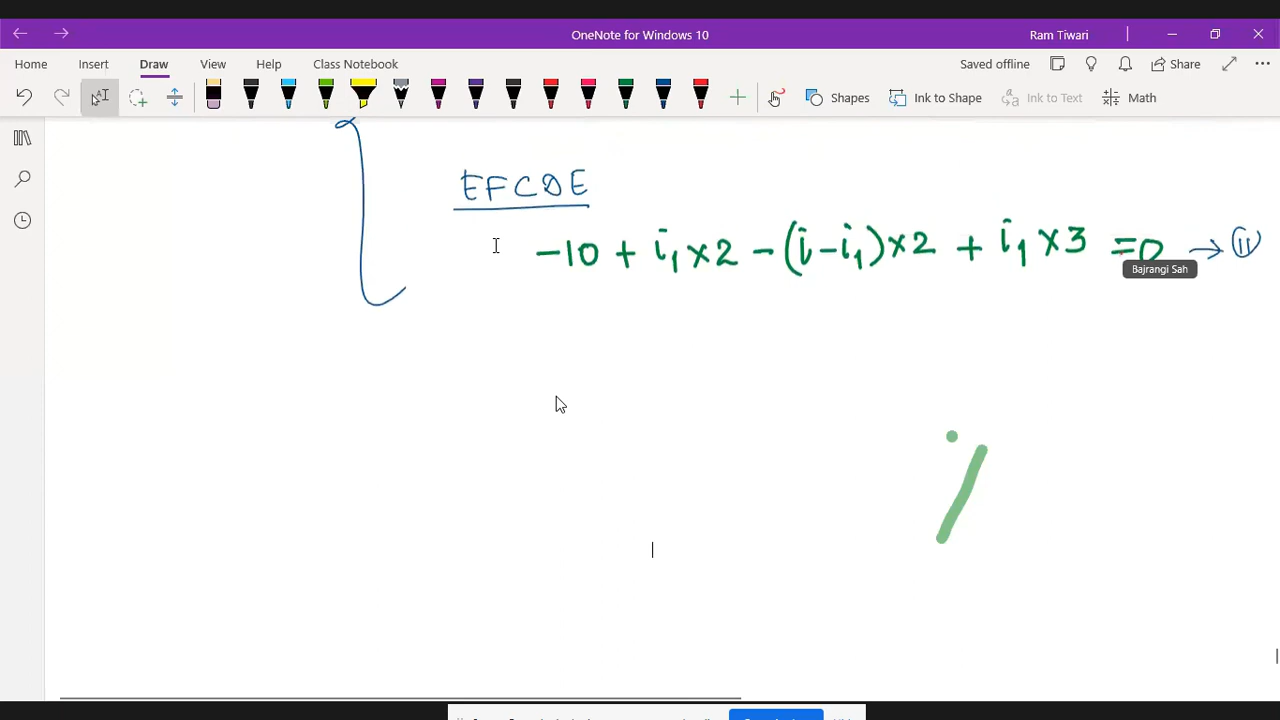 OneNote for Windows 10
Ram Tiwari
Home Insert Draw View Help Class Notebook
Saved offline
Share
Shapes
Ink to Shape
Ink to Text
Math
EFCDE
-10 + i₁×2 -(i-i₁)×2 + i₁×3 =0 → (ii)
Bajrangi Sah
i